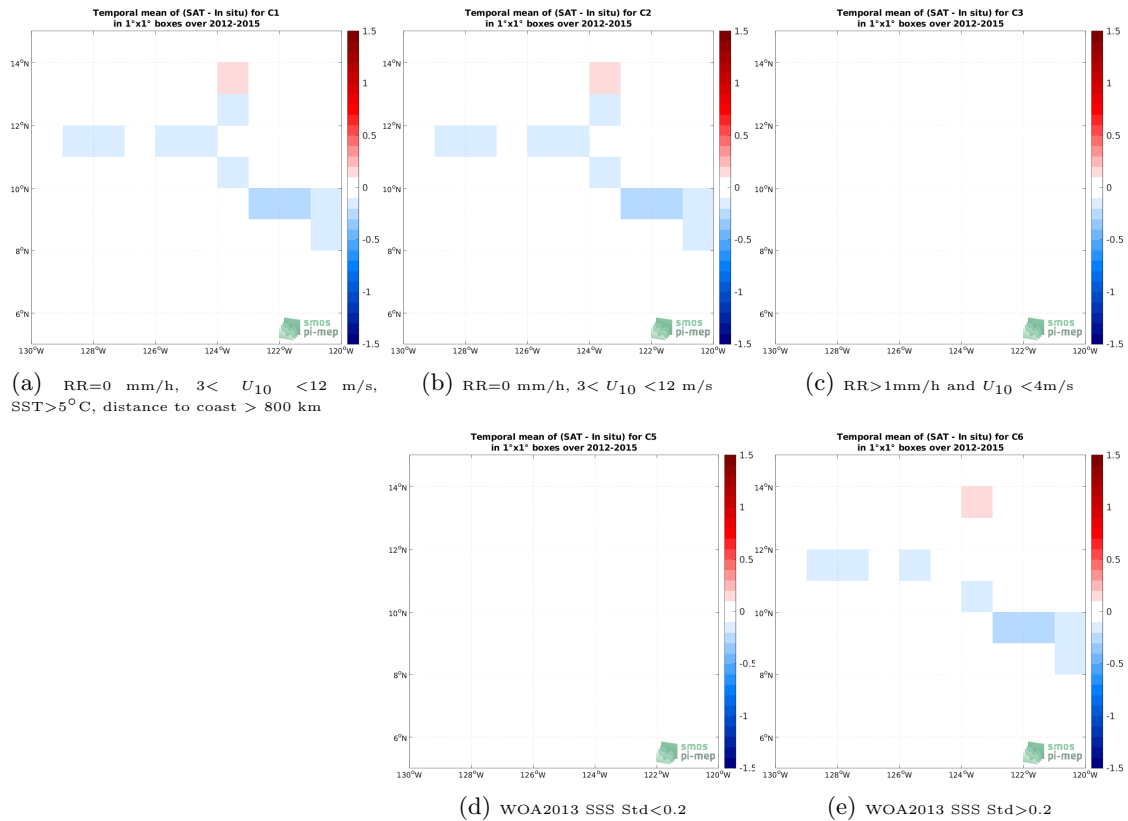 Temporal mean of (SAT - In situ) for C1
in 1°x1° boxes over 2012-2015
14°N
12°N
10°N
8°N
6°N
130°W
128°W
126°W
124°W
122°W
120°W
1.5
1
0.5
0
-0.5
-1
-1.5
smos
pi-mep
Temporal mean of (SAT - In situ) for C2
in 1°x1° boxes over 2012-2015
14°N
12°N
10°N
8°N
6°N
130°W
128°W
126°W
124°W
122°W
120°W
1.5
1
0.5
0
-0.5
-1
-1.5
smos
pi-mep
Temporal mean of (SAT - In situ) for C3
in 1°x1° boxes over 2012-2015
14°N
12°N
10°N
8°N
6°N
130°W
128°W
126°W
124°W
122°W
120°W
1.5
1
0.5
0
-0.5
-1
-1.5
smos
pi-mep
(a) RR=0 mm/h, 3< U10 <12 m/s,
SST>5°C, distance to coast > 800 km
(b) RR=0 mm/h, 3< U10 <12 m/s
(c) RR>1mm/h and U10 <4m/s
Temporal mean of (SAT - In situ) for C5
in 1°x1° boxes over 2012-2015
14°N
12°N
10°N
8°N
6°N
130°W
128°W
126°W
124°W
122°W
120°W
1.5
1
0.5
0
-0.5
-1
-1.5
smos
pi-mep
Temporal mean of (SAT - In situ) for C6
in 1°x1° boxes over 2012-2015
14°N
12°N
10°N
8°N
6°N
130°W
128°W
126°W
124°W
122°W
120°W
1.5
1
0.5
0
-0.5
-1
-1.5
smos
pi-mep
(d) WOA2013 SSS Std<0.2
(e) WOA2013 SSS Std>0.2